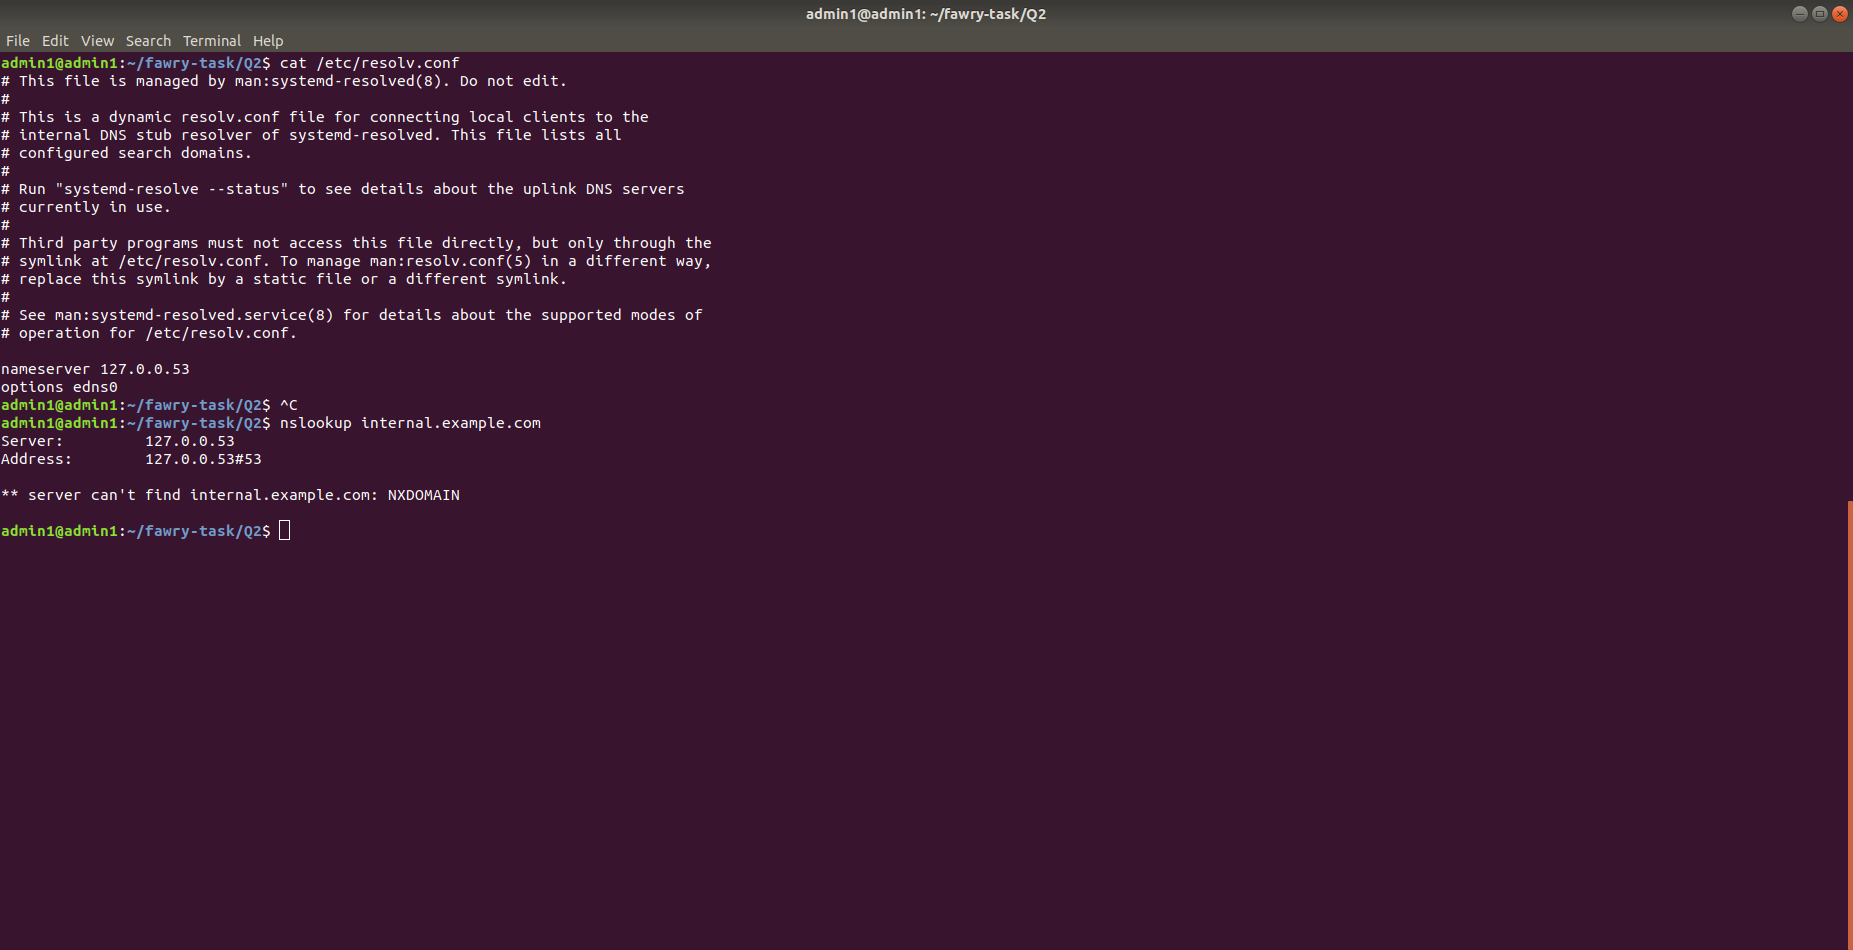 admin1@admin1: ~/fawry-task/Q2
File Edit View Search Terminal Help
admin1@admin1:~/fawry-task/Q2$ cat /etc/resolv.conf
# This file is managed by man:systemd-resolved(8). Do not edit.
#
# This is a dynamic resolv.conf file for connecting local clients to the
# internal DNS stub resolver of systemd-resolved. This file lists all
# configured search domains.
#
# Run "systemd-resolve --status" to see details about the uplink DNS servers
# currently in use.
#
# Third party programs must not access this file directly, but only through the
# symlink at /etc/resolv.conf. To manage man:resolv.conf(5) in a different way,
# replace this symlink by a static file or a different symlink.
#
# See man:systemd-resolved.service(8) for details about the supported modes of
# operation for /etc/resolv.conf.

nameserver 127.0.0.53
options edns0
admin1@admin1:~/fawry-task/Q2$ ^C
admin1@admin1:~/fawry-task/Q2$ nslookup internal.example.com
Server:         127.0.0.53
Address:        127.0.0.53#53

** server can't find internal.example.com: NXDOMAIN

admin1@admin1:~/fawry-task/Q2$